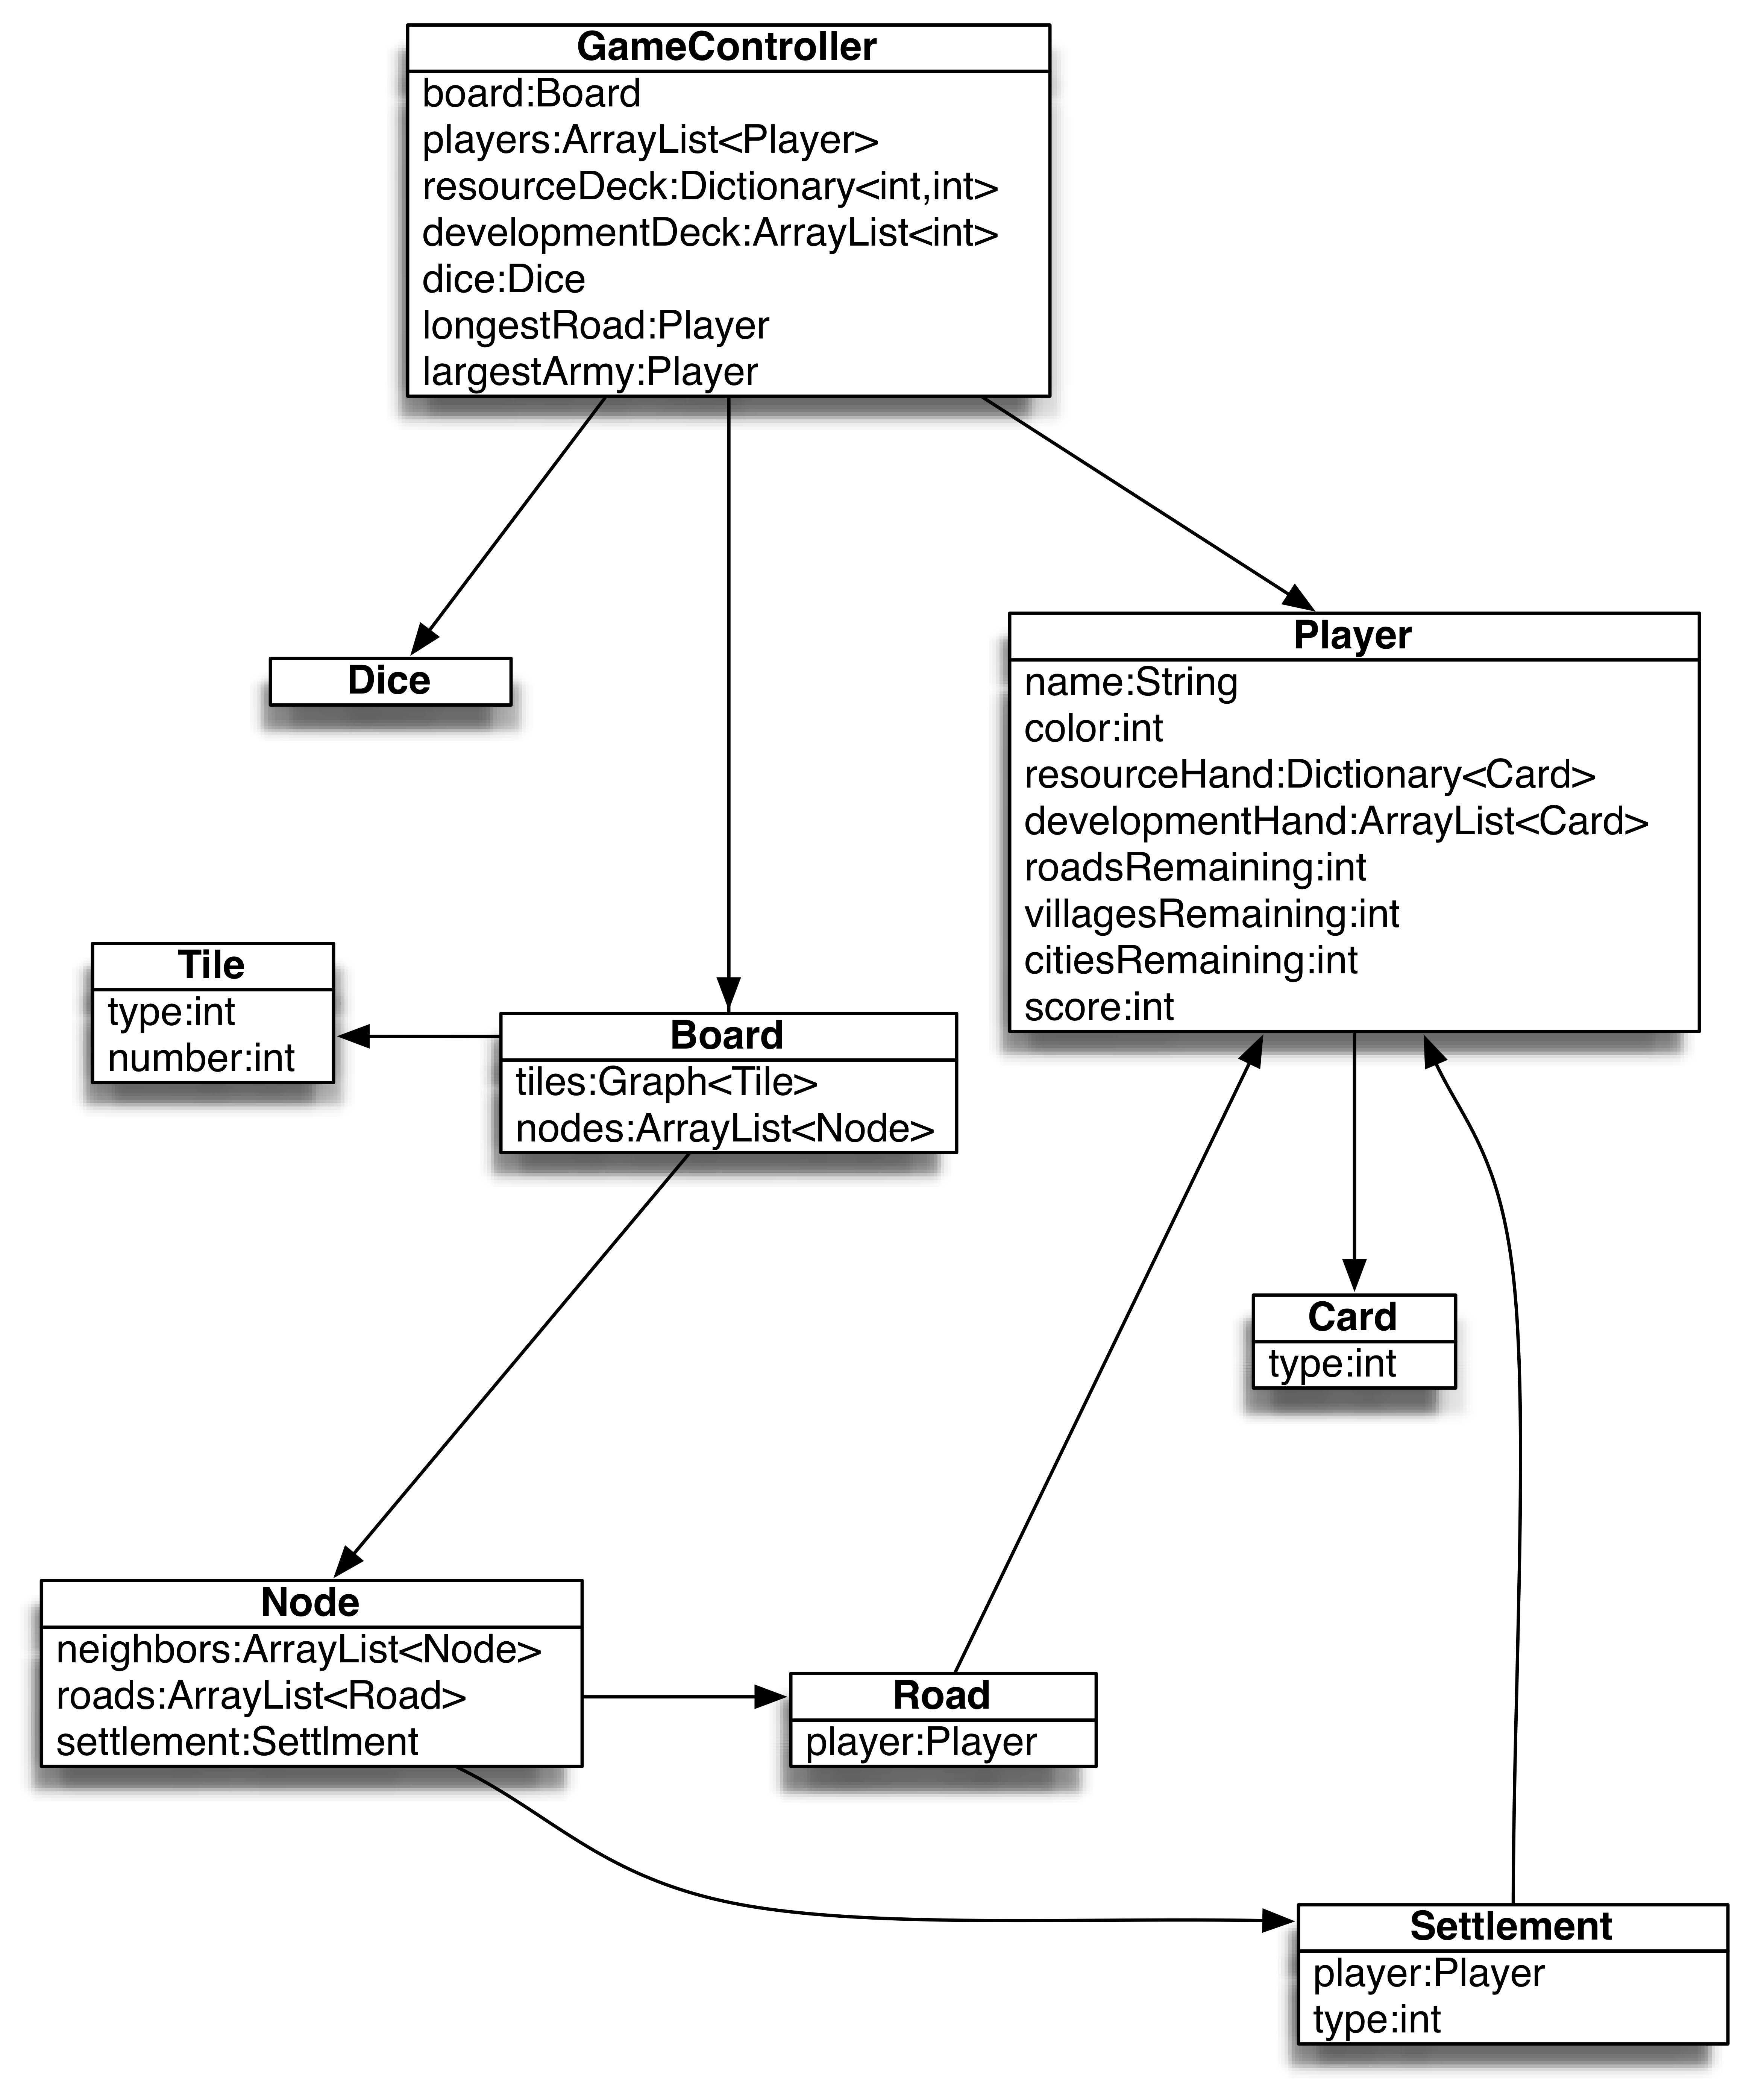 GameController
board:Board
players:ArrayList<Player>
resourceDeck:Dictionary<int,int>
developmentDeck:ArrayList<int>
dice:Dice
longestRoad:Player
largestArmy:Player
Dice
Player
name:String
color:int
resourceHand:Dictionary<Card>
developmentHand:ArrayList<Card>
roadsRemaining:int
villagesRemaining:int
citiesRemaining:int
score:int
Tile
type:int
number:int
Board
tiles:Graph<Tile>
nodes:ArrayList<Node>
Card
type:int
Node
neighbors:ArrayList<Node>
roads:ArrayList<Road>
settlement:Settlment
Road
player:Player
Settlement
player:Player
type:int